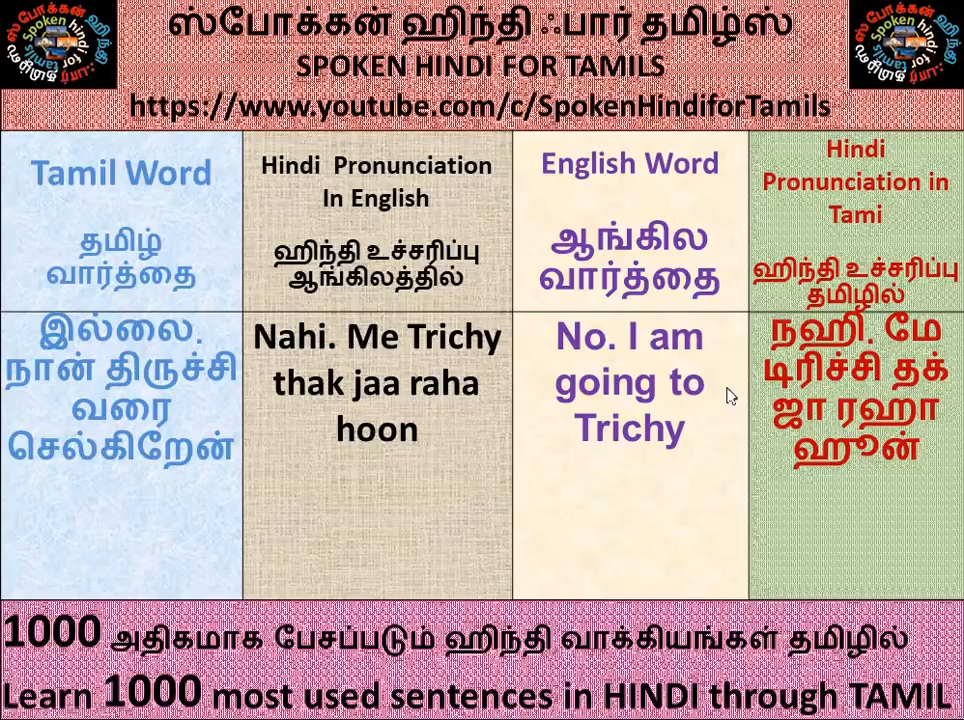 ஸ்போக்கன் ஹிந்தி ஃபார் தமிழ்ஸ்
SPOKEN HINDI FOR TAMILS
https://www.youtube.com/c/SpokenHindiforTamils
Tamil Word
தமிழ்
வார்த்தை
Hindi Pronunciation
In English
ஹிந்தி உச்சரிப்பு
ஆங்கிலத்தில்
English Word
ஆங்கில
வார்த்தை
Hindi
Pronunciation in
Tami
ஹிந்தி உச்சரிப்பு
தமிழில்
இல்லை.
நான் திருச்சி
வரை
செல்கிறேன்
Nahi. Me Trichy
thak jaa raha
hoon
No. I am
going to
Trichy
நஹி. மே
டிரிச்சி தக்
ஜா ரஹா
ஹூன்
1000 அதிகமாக பேசப்படும் ஹிந்தி வாக்கியங்கள் தமிழில்
Learn 1000 most used sentences in HINDI through TAMIL